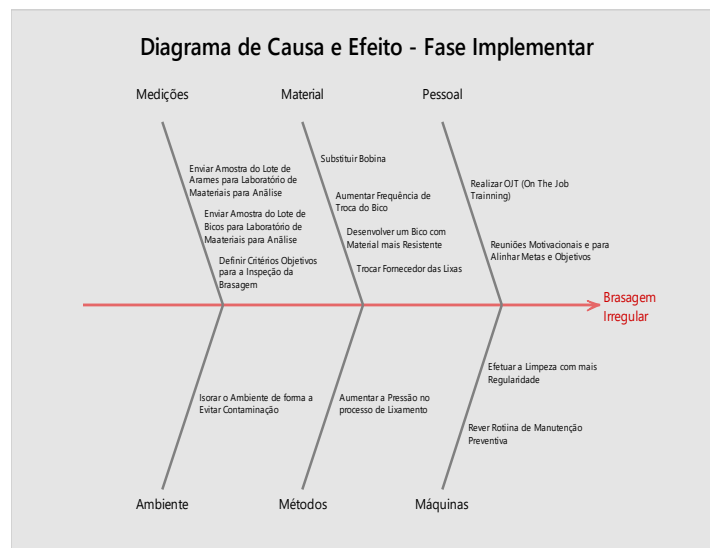 Diagrama de Causa e Efeito - Fase Implementar
Medições
Material
Pessoal
Enviar Amostra do Lote de
Arames para Laboratório de
Maateriais para Análise
Enviar Amostra do Lote de
Bicos para Laboratório de
Maateriais para Análise
Definir Critérios Objetivos
para a Inspeção da
Brasagem
Substituir Bobina
Aumentar Frequência de
Troca do Bico
Desenvolver um Bico com
Material mais Resistente
Trocar Fornecedor das Lixas
Realizar OJT (On The Job
Trainning)
Reuniões Motivacionais e para
Alinhar Metas e Objetivos
Brasagem
Irregular
Isorar o Ambiente de forma a
Evitar Contaminação
Aumentar a Pressão no
processo de Lixamento
Efetuar a Limpeza com mais
Regularidade
Rever Rotiina de Manutenção
Preventiva
Ambiente
Métodos
Máquinas